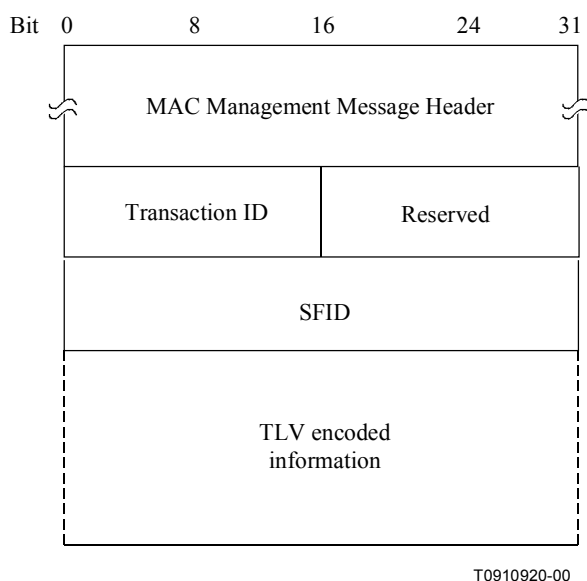 Bit 0 8 16 24 31
MAC Management Message Header
Transaction ID Reserved
SFID
TLV encoded
information
T0910920-00